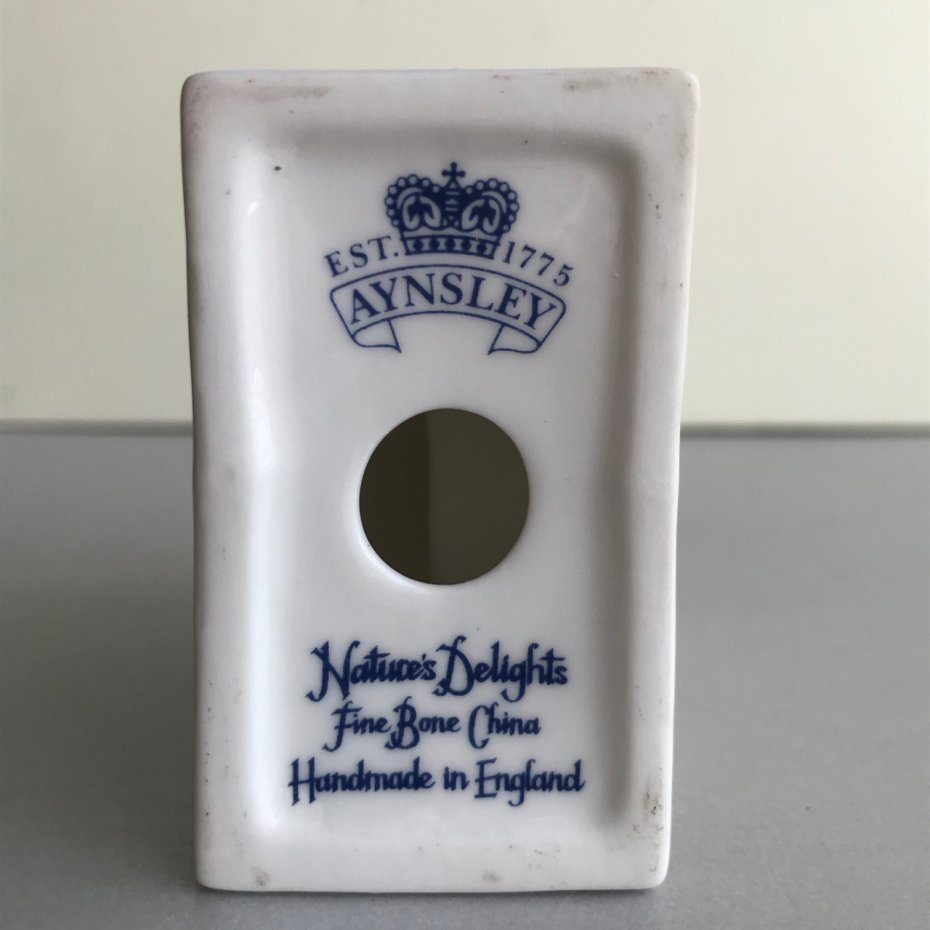 EST. 1775
AYNSLEY
Nature's Delights
Fine Bone China
Handmade in England